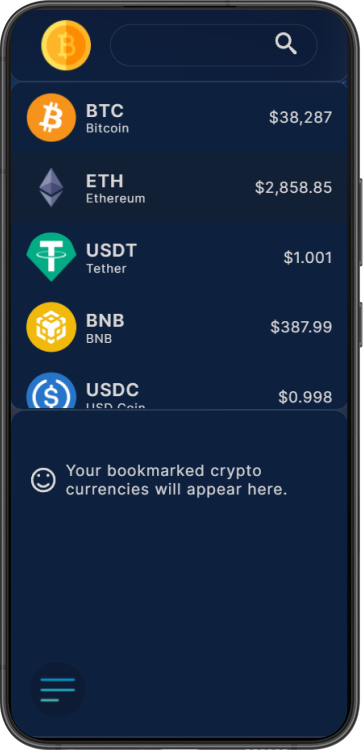 BTC
Bitcoin
$38,287
ETH
Ethereum
$2,858.85
USDT
Tether
$1.001
BNB
BNB
$387.99
USDC
USD Coin
$0.998
Your bookmarked crypto
currencies will appear here.